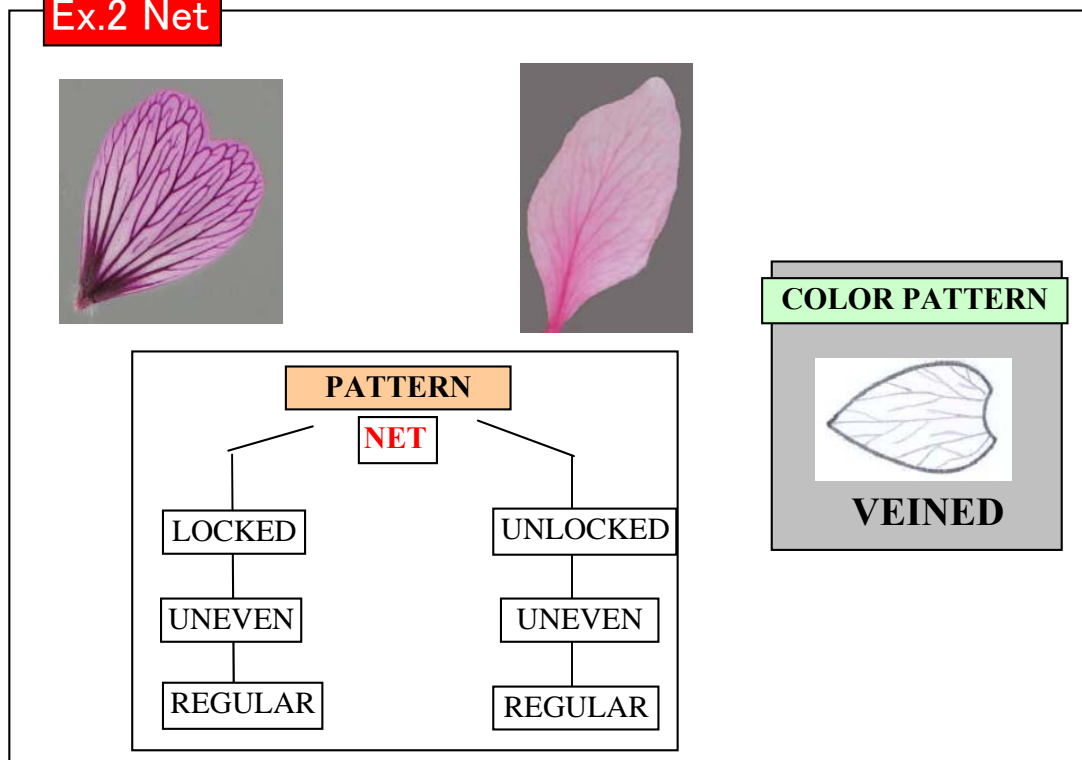 Ex.2 Net
PATTERN
NET
LOCKED
UNLOCKED
UNEVEN
UNEVEN
REGULAR
REGULAR
COLOR PATTERN
VEINED